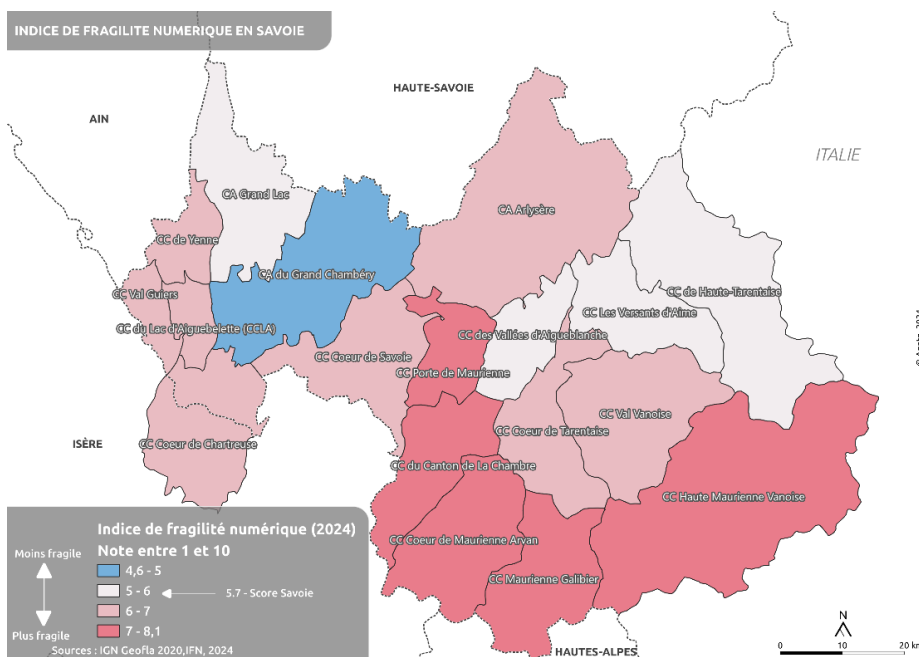 INDICE DE FRAGILITE NUMERIQUE EN SAVOIE
HAUTE-SAVOIE
AIN
ITALIE
CA Grand Lac
CA Arlysère
CC de Yenne
CA du Grand Chambéry
CC Val Guiers
CC de Haute-Tarentaise
CC Les Versants d'Aime
CC du Lac d'Aiguebelette (CCLA)
CC des Vallées d'Aigueblanche
CC Coeur de Savoie
CC Porte de Maurienne
CC Val Vanoise
CC Coeur de Tarentaise
ISÈRE
CC Coeur de Chartreuse
CC du Canton de La Chambre
CC Haute Maurienne Vanoise
CC Coeur de Maurienne Arvan
CC Maurienne Galibier
HAUTES-ALPES
Indice de fragilité numérique (2024)
Note entre 1 et 10
Moins fragile
4,6 - 5
5 - 6
5.7 - Score Savoie
6 - 7
7 - 8,1
Plus fragile
Sources : IGN Geofla 2020,IFN, 2024
N
0 10 20 km